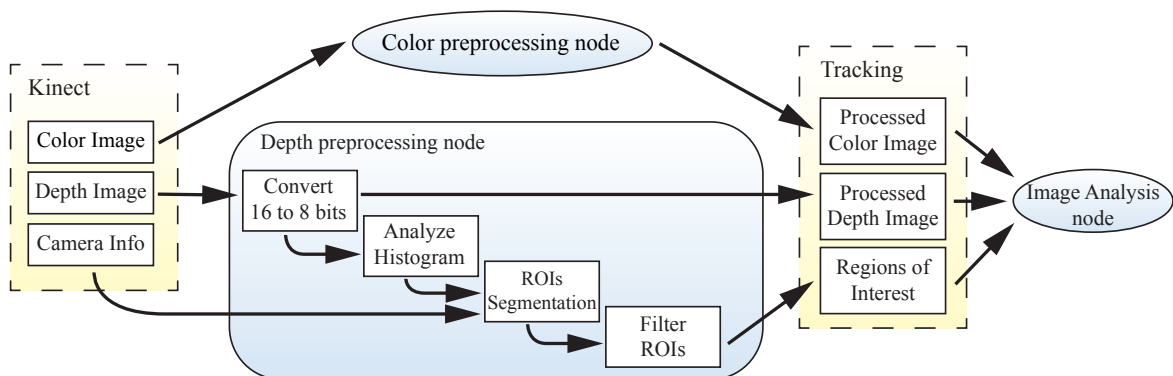 Kinect
Color Image
Depth Image
Camera Info
Color preprocessing node
Depth preprocessing node
Convert
16 to 8 bits
Analyze
Histogram
ROIs
Segmentation
Filter
ROIs
Tracking
Processed
Color Image
Processed
Depth Image
Regions of
Interest
Image Analysis
node